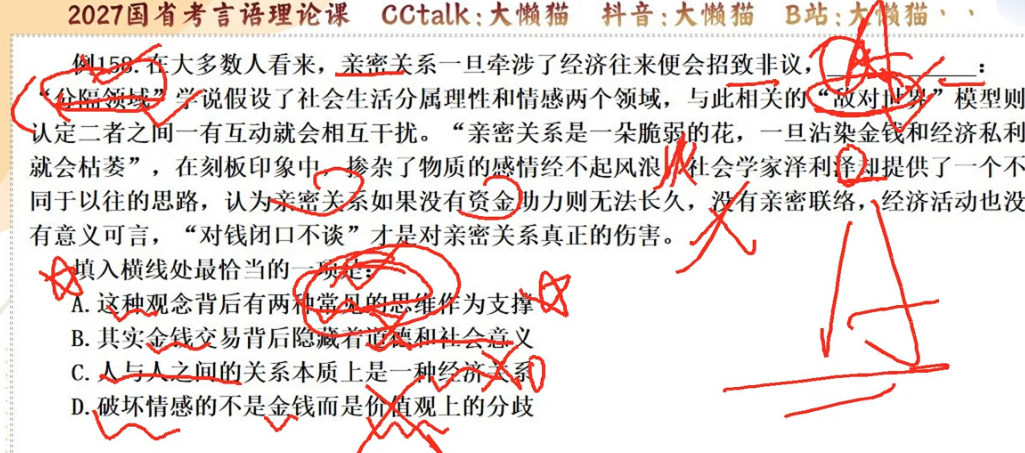 2027国省考言语理论课 CCtalk:大懒猫 抖音:大懒猫 B站:大懒猫
例158.在大多数人看来，亲密关系一旦牵涉了经济往来便会招致非议，____________：
“分隔领域”学说假设了社会生活分属理性和情感两个领域，与此相关的“敌对世界”模型则
认定二者之间一有互动就会相互干扰。“亲密关系是一朵脆弱的花，一旦沾染金钱和经济私利
就会枯萎”，在刻板印象中，掺杂了物质的感情经不起风浪。社会学家泽利泽却提供了一个不
同于以往的思路，认为亲密关系如果没有资金助力则无法长久，没有亲密联络，经济活动也没
有意义可言，“对钱闭口不谈”才是对亲密关系真正的伤害。
填入横线处最恰当的一项是：
A.这种观念背后有两种常见的思维作为支撑
B.其实金钱交易背后隐藏着道德和社会意义
C.人与人之间的关系本质上是一种经济关系
D.破坏情感的不是金钱而是价值观上的分歧